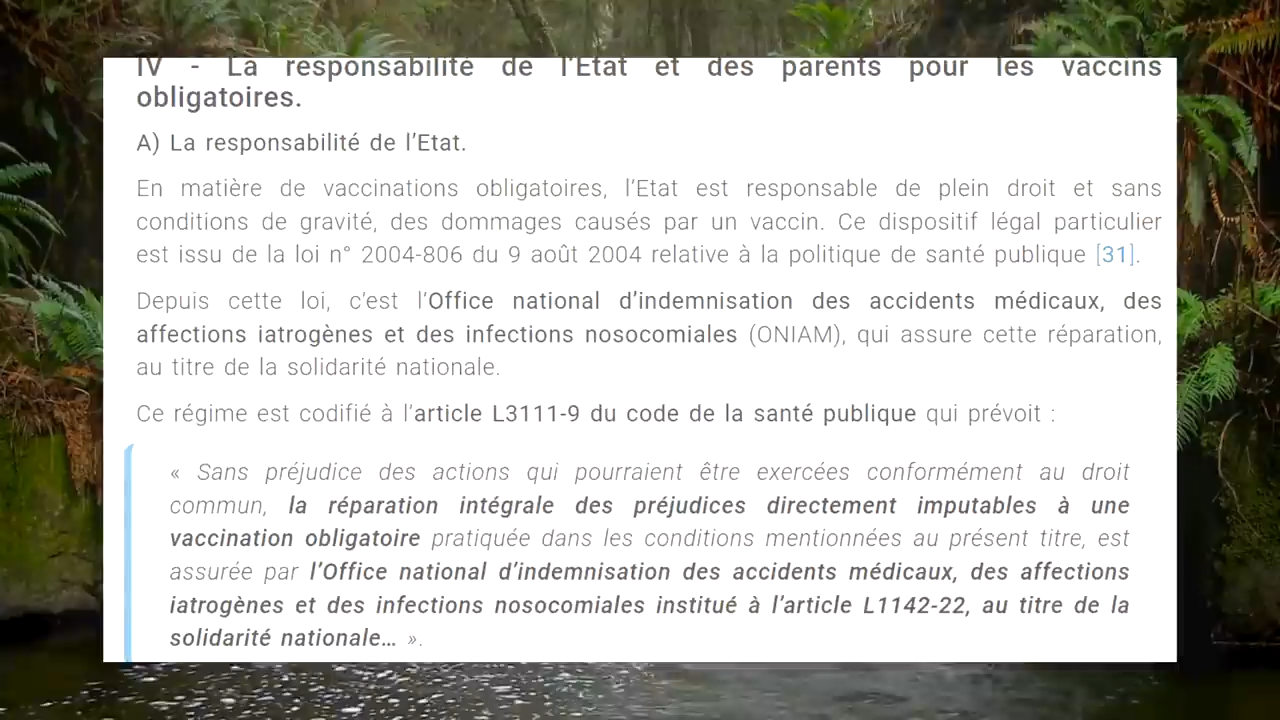 IV - La responsabilité de l'Etat et des parents pour les vaccins
obligatoires.
A) La responsabilité de l’Etat.
En matière de vaccinations obligatoires, l’Etat est responsable de plein droit et sans
conditions de gravité, des dommages causés par un vaccin. Ce dispositif légal particulier
est issu de la loi n° 2004-806 du 9 août 2004 relative à la politique de santé publique [31].
Depuis cette loi, c’est l’Office national d’indemnisation des accidents médicaux, des
affections iatrogènes et des infections nosocomiales (ONIAM), qui assure cette réparation,
au titre de la solidarité nationale.
Ce régime est codifié à l’article L3111-9 du code de la santé publique qui prévoit :
« Sans préjudice des actions qui pourraient être exercées conformément au droit
commun, la réparation intégrale des préjudices directement imputables à une
vaccination obligatoire pratiquée dans les conditions mentionnées au présent titre, est
assurée par l’Office national d’indemnisation des accidents médicaux, des affections
iatrogènes et des infections nosocomiales institué à l’article L1142-22, au titre de la
solidarité nationale… ».